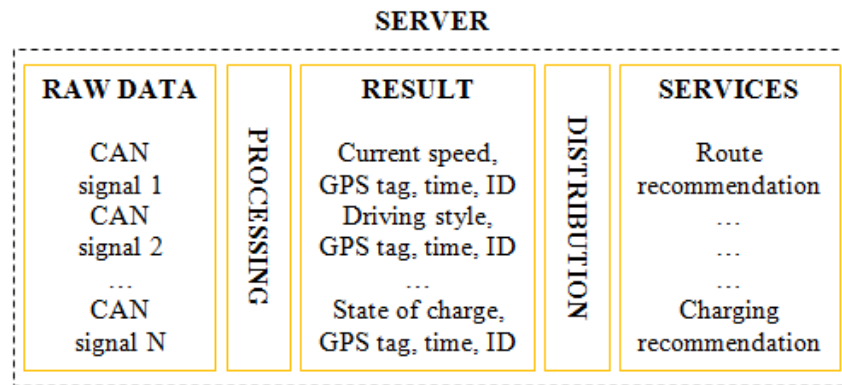 SERVER
RAW DATA
CAN
signal 1
CAN
signal 2
...
CAN
signal N
PROCESSING
RESULT
Current speed,
GPS tag, time, ID
Driving style,
GPS tag, time, ID
...
State of charge,
GPS tag, time, ID
DISTRIBUTION
SERVICES
Route
recommendation
...
...
...
Charging
recommendation